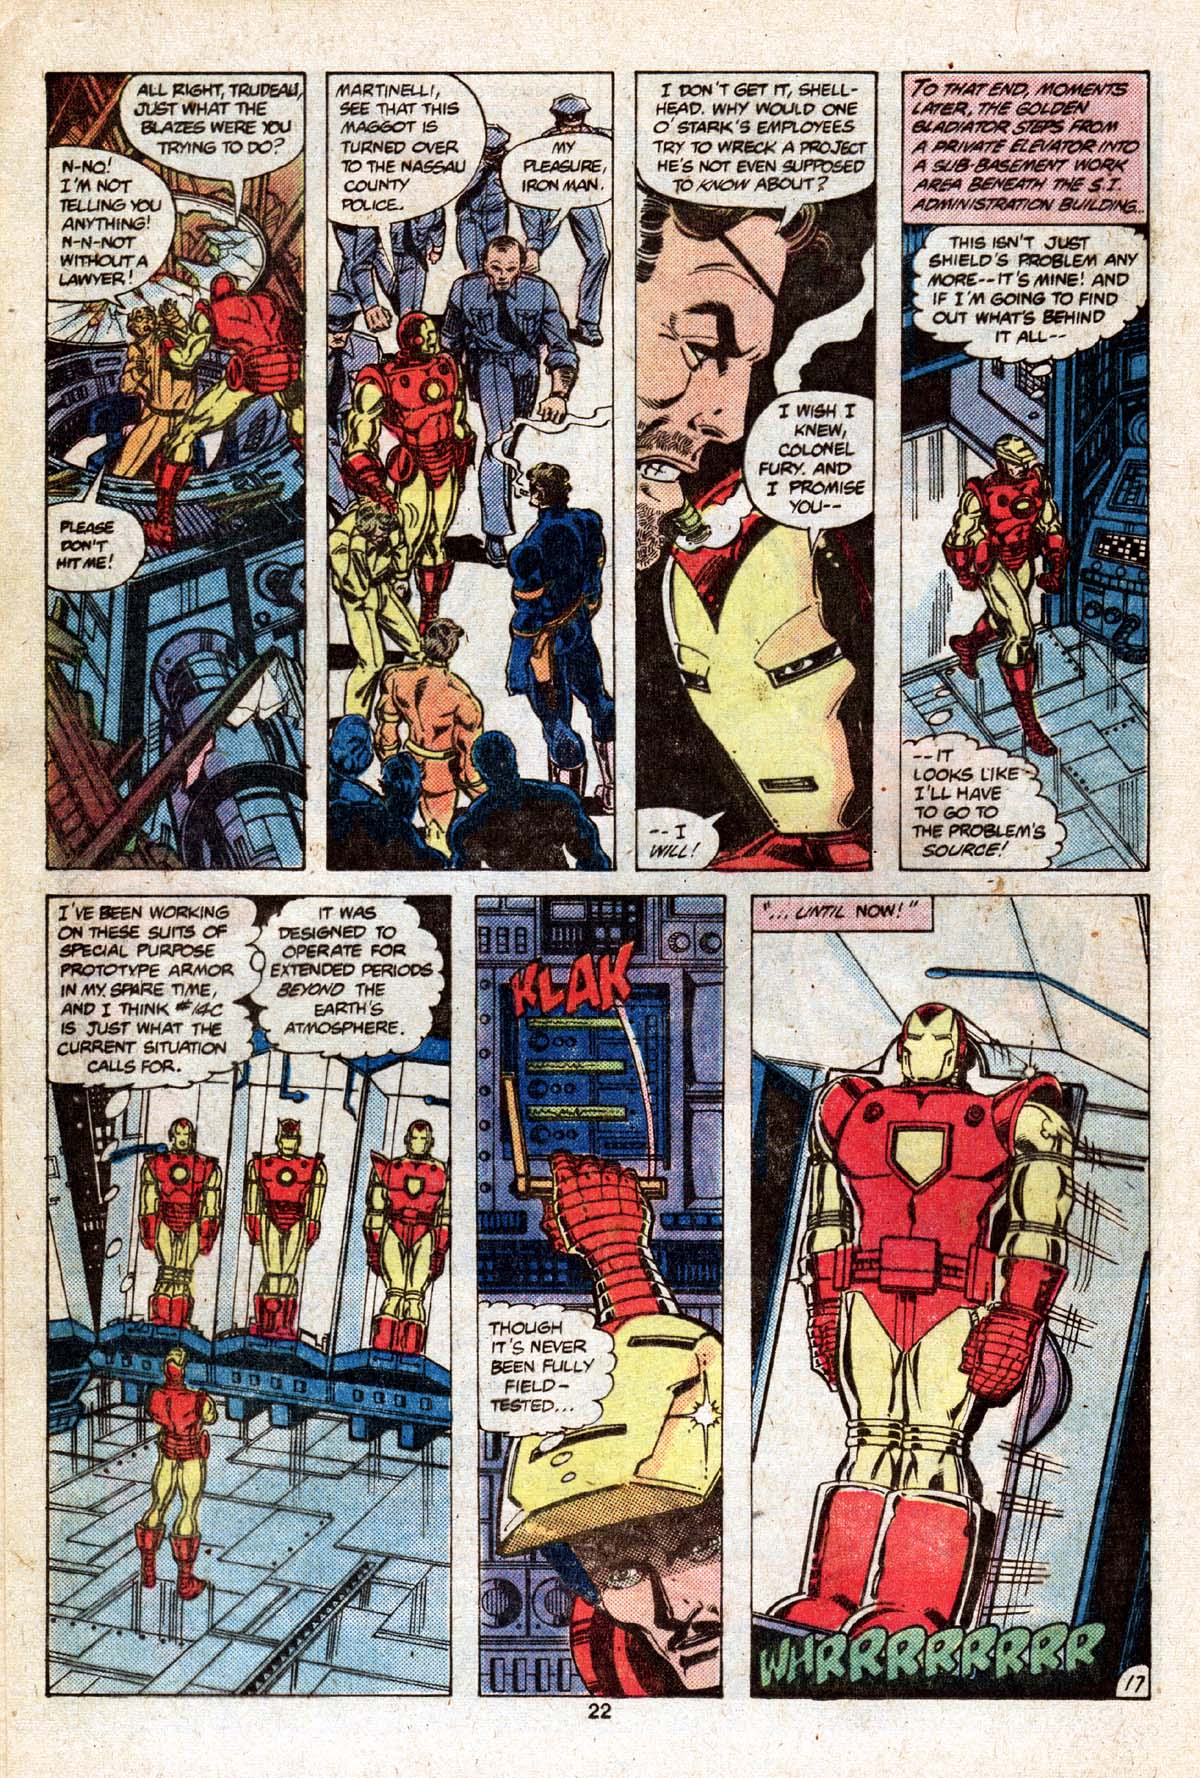 ALL RIGHT, TRUDEAU,
JUST WHAT THE
BLAZES WERE YOU
TRYING TO DO?
N-NO!
I'M NOT
TELLING YOU
ANYTHING!
N-N-NOT
WITHOUT A
LAWYER!
PLEASE
DON'T
HIT ME!
MARTINELLI,
SEE THAT THIS
MAGGOT IS
TURNED OVER
TO THE NASSAU
COUNTY
POLICE.
MY
PLEASURE,
IRON MAN.
I DON'T GET IT, SHELL-
HEAD. WHY WOULD ONE
O' STARK'S EMPLOYEES
TRY TO WRECK A PROJECT
HE'S NOT EVEN SUPPOSED
TO KNOW ABOUT?
I WISH I
KNEW,
COLONEL
FURY. AND
I PROMISE
YOU--
--I
WILL!
TO THAT END, MOMENTS
LATER, THE GOLDEN
GLADIATOR STEPS FROM
A PRIVATE ELEVATOR INTO
A SUB-BASEMENT WORK
AREA BENEATH THE S.I.
ADMINISTRATION BUILDING...
THIS ISN'T JUST
SHIELD'S PROBLEM ANY
MORE--IT'S MINE! AND
IF I'M GOING TO FIND
OUT WHAT'S BEHIND
IT ALL--
--IT
LOOKS LIKE
I'LL HAVE
TO GO TO
THE PROBLEM'S
SOURCE!
I'VE BEEN WORKING
ON THESE SUITS OF
SPECIAL PURPOSE
PROTOTYPE ARMOR
IN MY SPARE TIME,
AND I THINK #14C
IS JUST WHAT THE
CURRENT SITUATION
CALLS FOR.
IT WAS
DESIGNED TO
OPERATE FOR
EXTENDED PERIODS
BEYOND THE
EARTH'S
ATMOSPHERE.
KLAK
THOUGH
IT'S NEVER
BEEN FULLY
FIELD-
TESTED...
"...UNTIL NOW!"
WHRRRRRRRRR
17
22